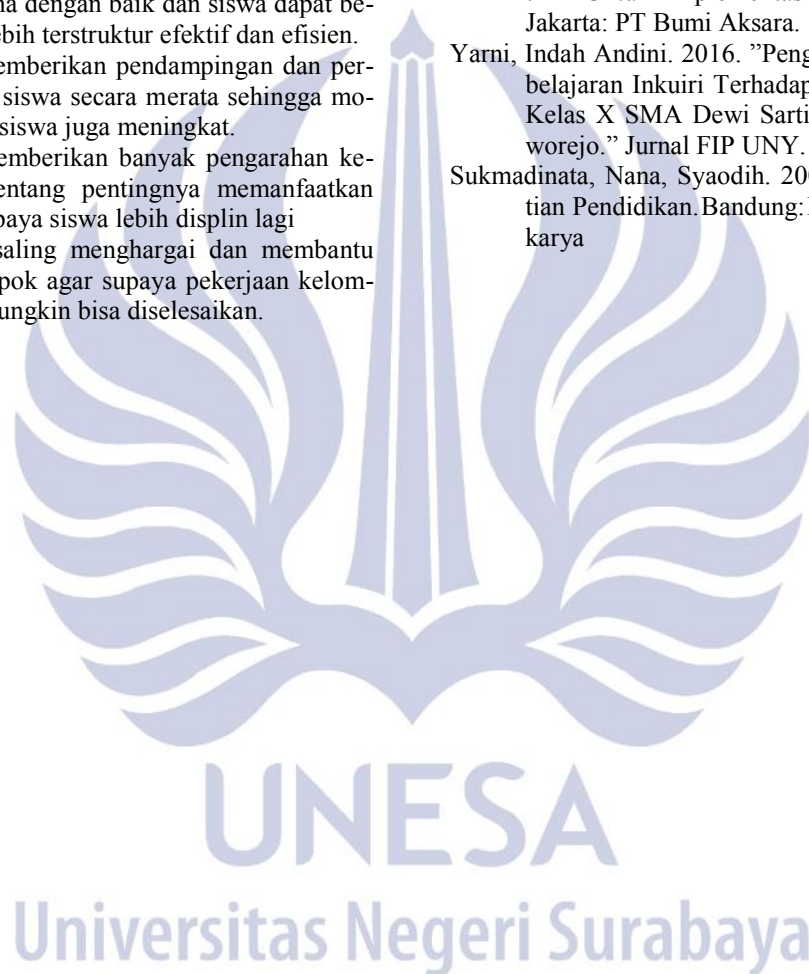 na dengan baik dan siswa dapat be-
ebih terstruktur efektif dan efisien.
emberikan pendampingan dan per-
siswa secara merata sehingga mo-
siswa juga meningkat.
emberikan banyak pengarahan ke-
entang pentingnya memanfaatkan
paya siswa lebih displin lagi
saling menghargai dan membantu
pok agar supaya pekerjaan kelom-
ungkin bisa diselesaikan.
Jakarta: PT Bumi Aksara.
Yarni, Indah Andini. 2016. ”Peng
belajaran Inkuiri Terhadap
Kelas X SMA Dewi Sarti
worejo.” Jurnal FIP UNY.
Sukmadinata, Nana, Syaodih. 200
tian Pendidikan.Bandung:
karya
UNESA
Universitas Negeri Surabaya